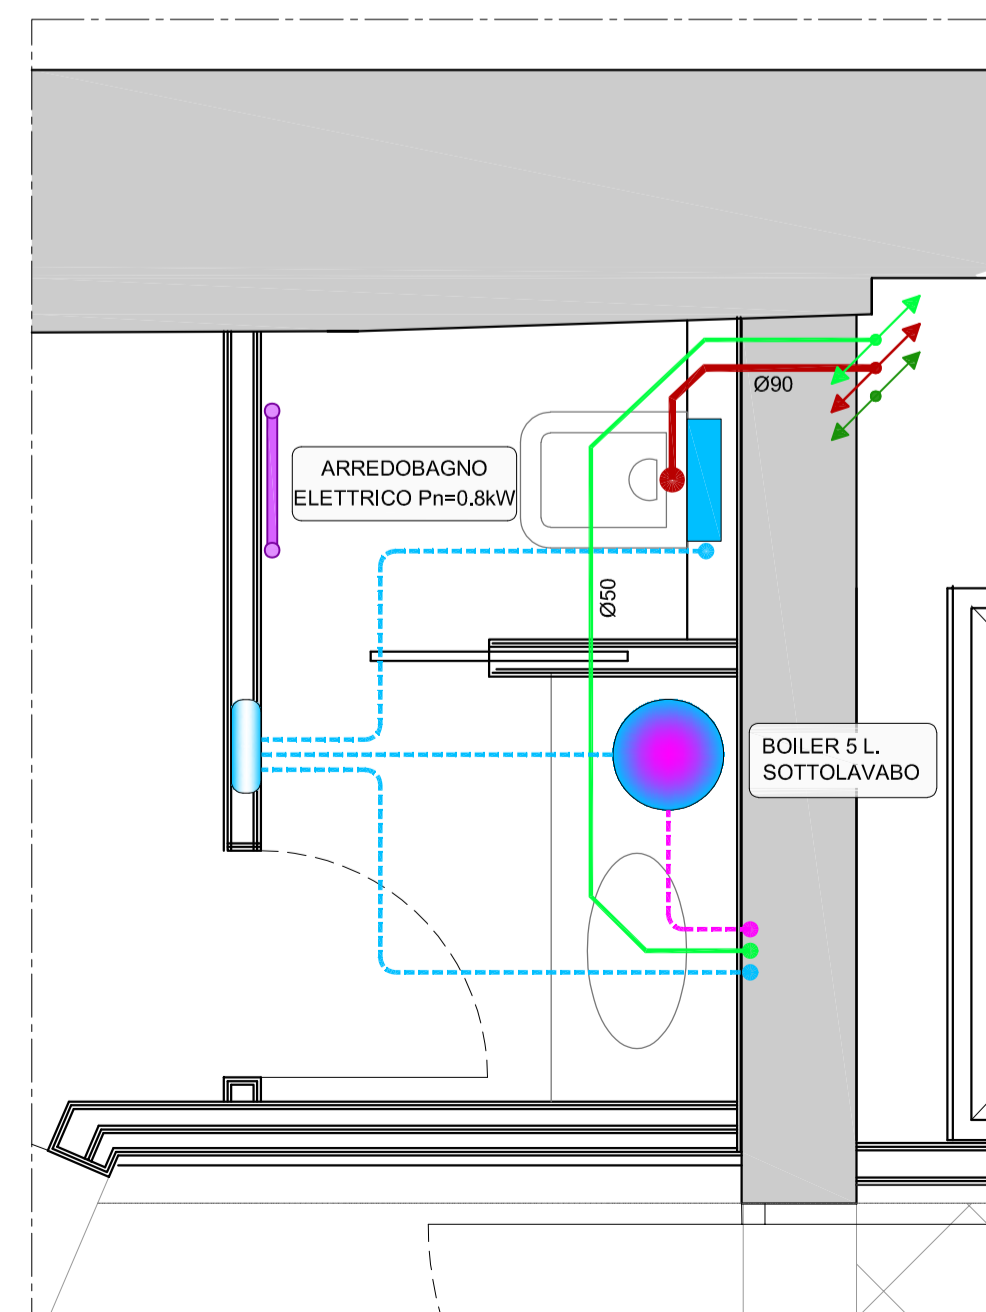 Ø90
ARREDOBAGNO
ELETTRICO Pn=0.8kW
Ø50
BOILER 5 L.
SOTTOLAVABO